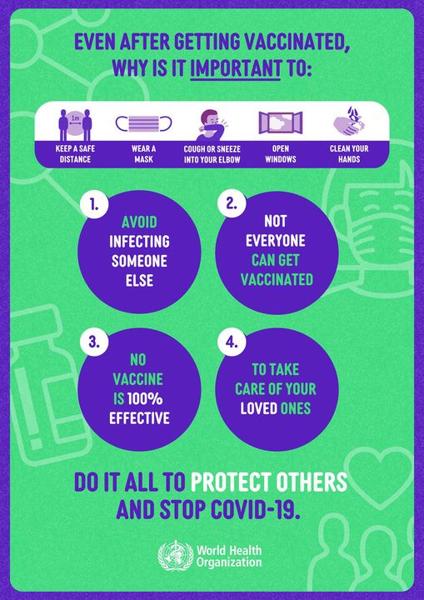 EVEN AFTER GETTING VACCINATED,
WHY IS IT IMPORTANT TO:
1m
KEEP A SAFE
DISTANCE
WEAR A
MASK
COUGH OR SNEEZE
INTO YOUR ELBOW
OPEN
WINDOWS
CLEAN YOUR
HANDS
1.
AVOID
INFECTING
SOMEONE
ELSE
2.
NOT
EVERYONE
CAN GET
VACCINATED
3.
NO
VACCINE
IS 100%
EFFECTIVE
4.
TO TAKE
CARE OF YOUR
LOVED ONES
DO IT ALL TO PROTECT OTHERS
AND STOP COVID-19.
World Health
Organization